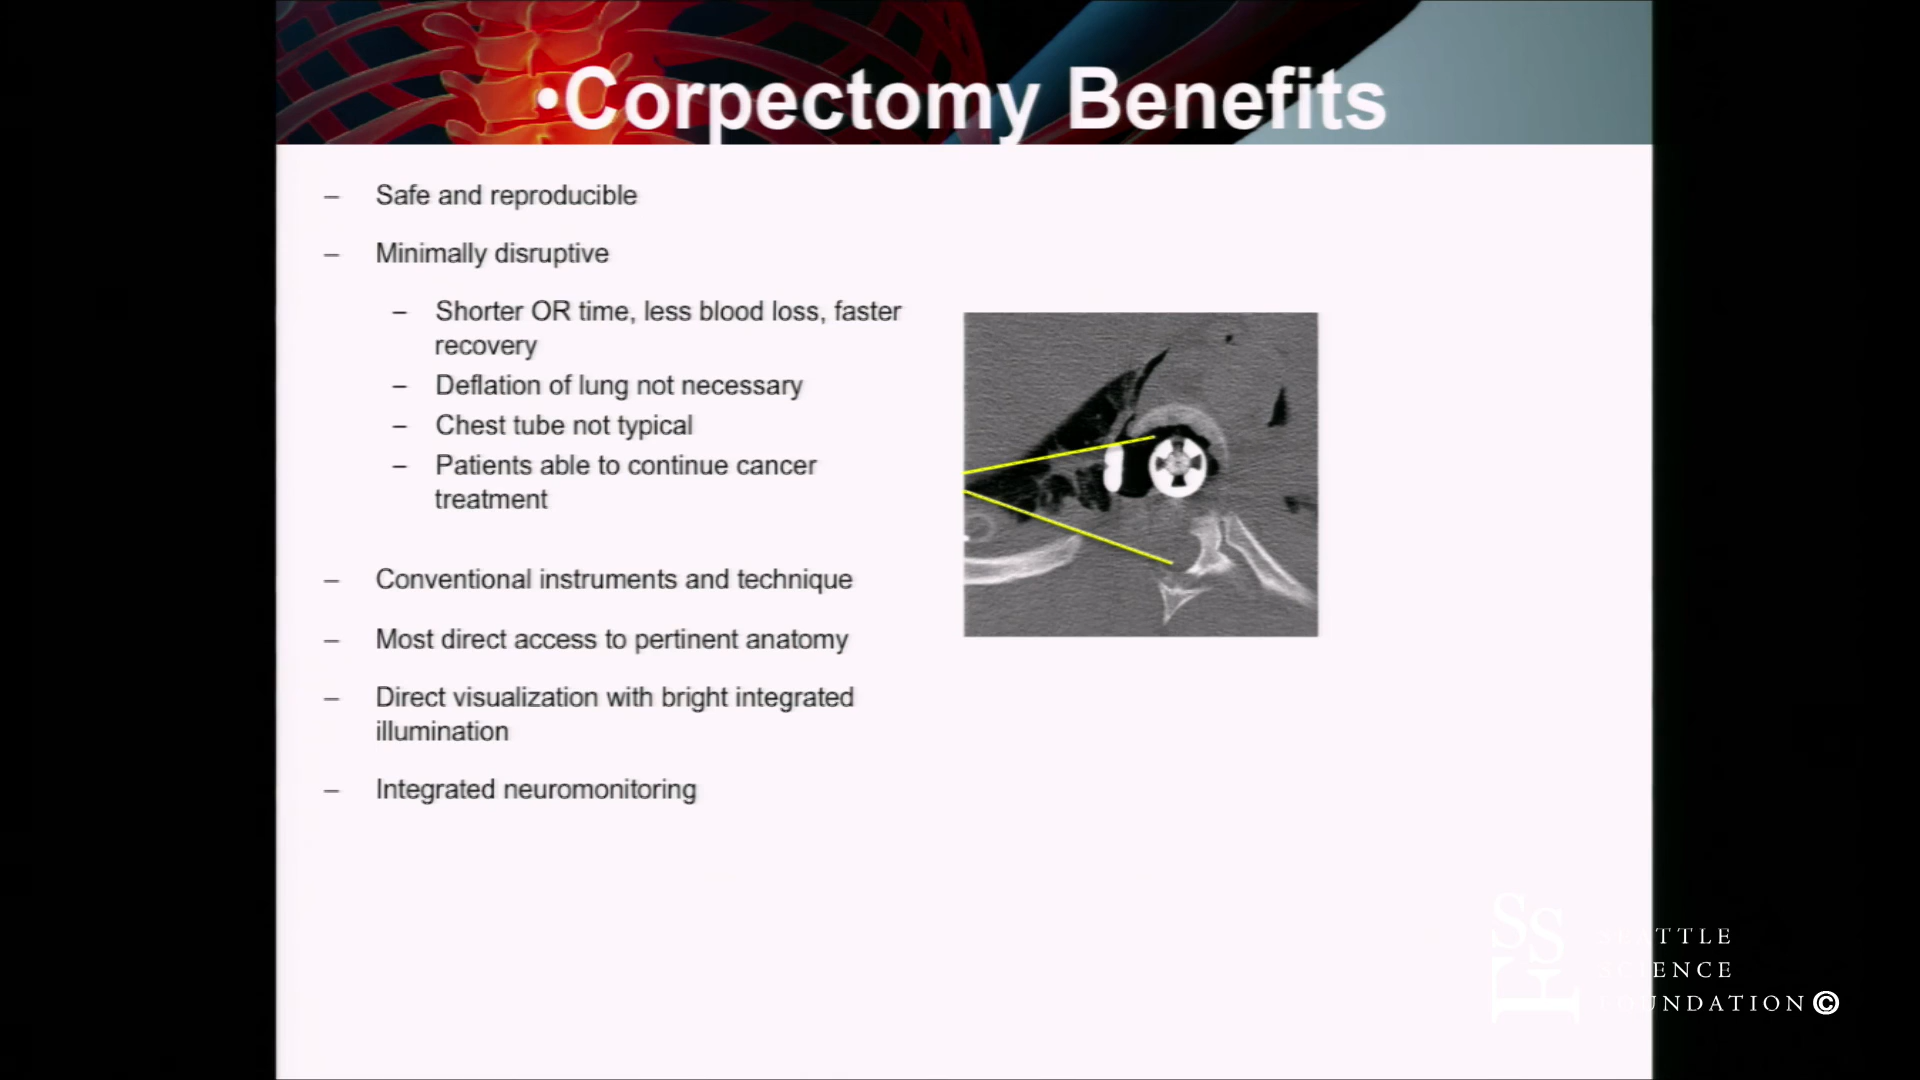 •Corpectomy Benefits
– Safe and reproducible
– Minimally disruptive
– Shorter OR time, less blood loss, faster
recovery
– Deflation of lung not necessary
– Chest tube not typical
– Patients able to continue cancer
treatment
– Conventional instruments and technique
– Most direct access to pertinent anatomy
– Direct visualization with bright integrated
illumination
– Integrated neuromonitoring
SSF
SEATTLE
SCIENCE
FOUNDATION©